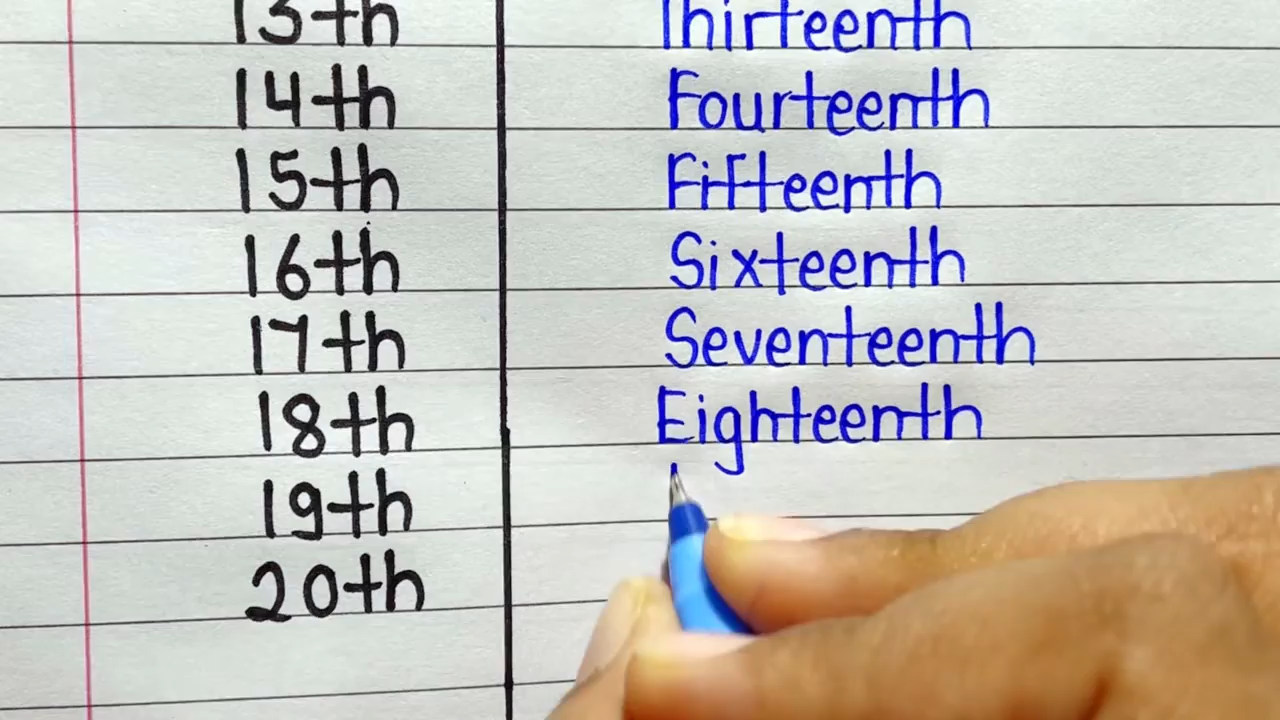 13th Thirteenth
14th Fourteenth
15th Fifteenth
16th Sixteenth
17th Seventeenth
18th Eighteenth
19th
20th